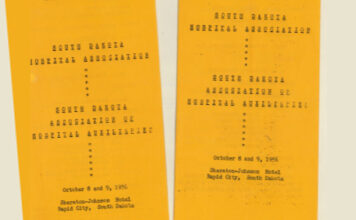 SOUTH DAKOTA
HOSPITAL ASSOCIATION
SOUTH DAKOTA
ASSOCIATION OF
HOSPITAL AUXILIARIES
October 8 and 9, 1956
Sheraton-Johnson Hotel
Rapid City, South Dakota
SOUTH DAKOTA
HOSPITAL ASSOCIATION
SOUTH DAKOTA
ASSOCIATION OF
HOSPITAL AUXILIARIES
October 8 and 9, 1956
Sheraton-Johnson Hotel
Rapid City, South Dakota